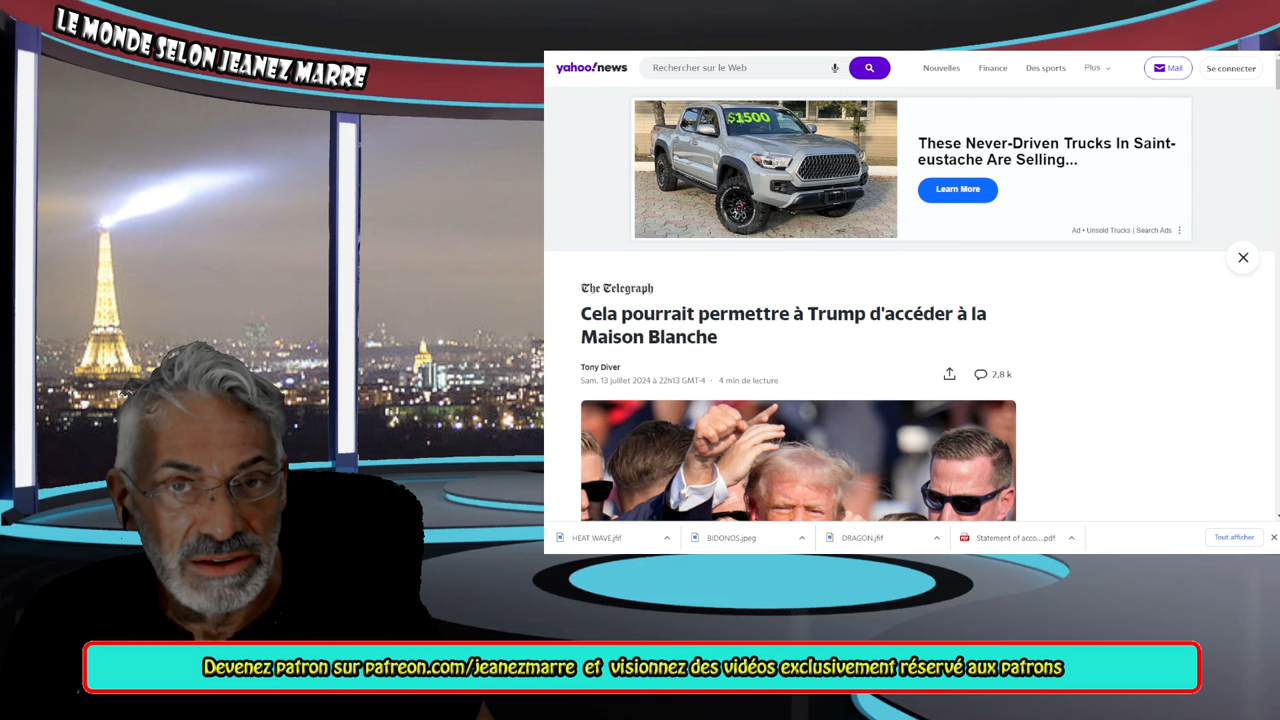 LE MONDE SELON JEANEZ MARRE
yahoo!news
Rechercher sur le Web
Nouvelles
Finance
Des sports
Plus
Mail
Se connecter
$1500
These Never-Driven Trucks In Saint-
eustache Are Selling...
Learn More
Ad • Unsold Trucks | Search Ads
The Telegraph
Cela pourrait permettre à Trump d'accéder à la
Maison Blanche
Tony Diver
Sam. 13 juillet 2024 à 22h13 GMT-4 · 4 min de lecture
2,8 k
HEAT WAVE.jfif
BIDONOS.jpeg
DRAGON.jfif
Statement of acco....pdf
Tout afficher
Devenez patron sur patreon.com/jeanezmarre et visionnez des vidéos exclusivement réservé aux patrons